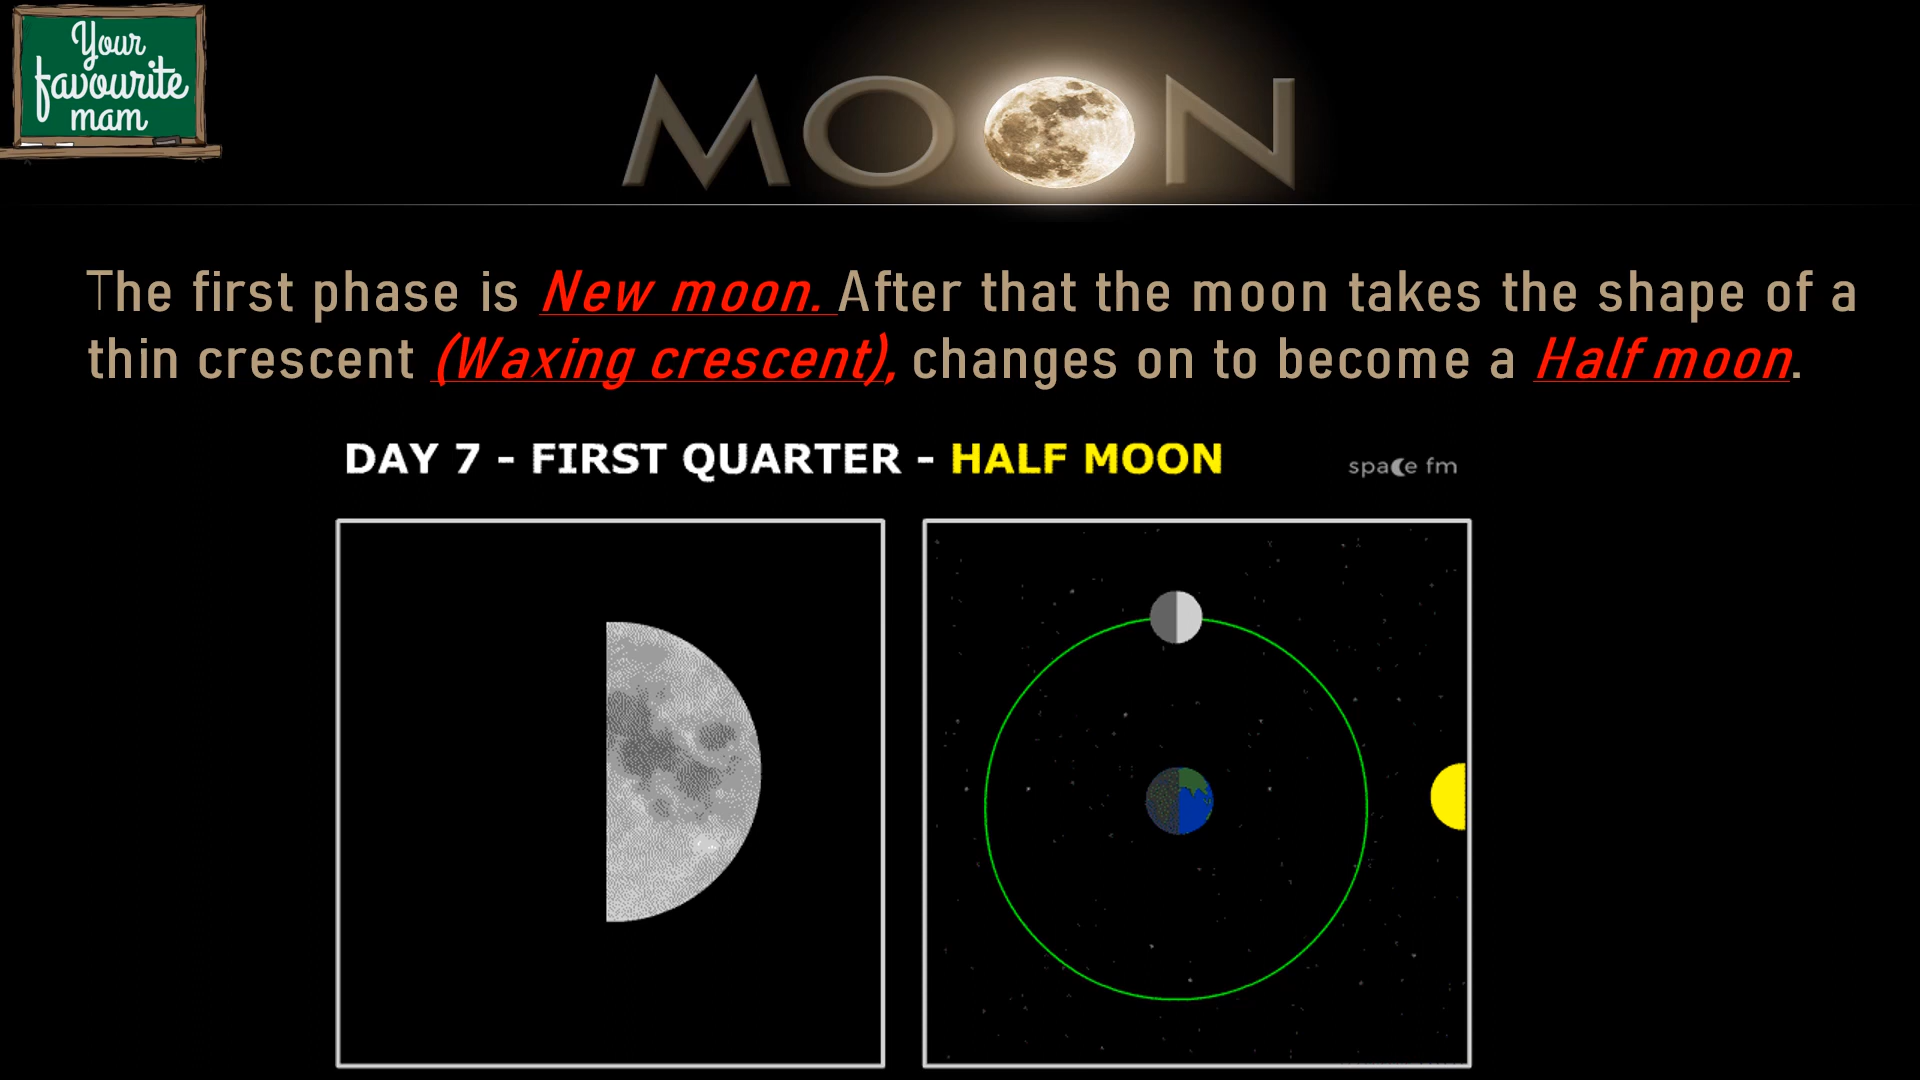 Your
favourite
mam
MOON
The first phase is New moon. After that the moon takes the shape of a
thin crescent (Waxing crescent), changes on to become a Half moon.
DAY 7 - FIRST QUARTER - HALF MOON
space fm